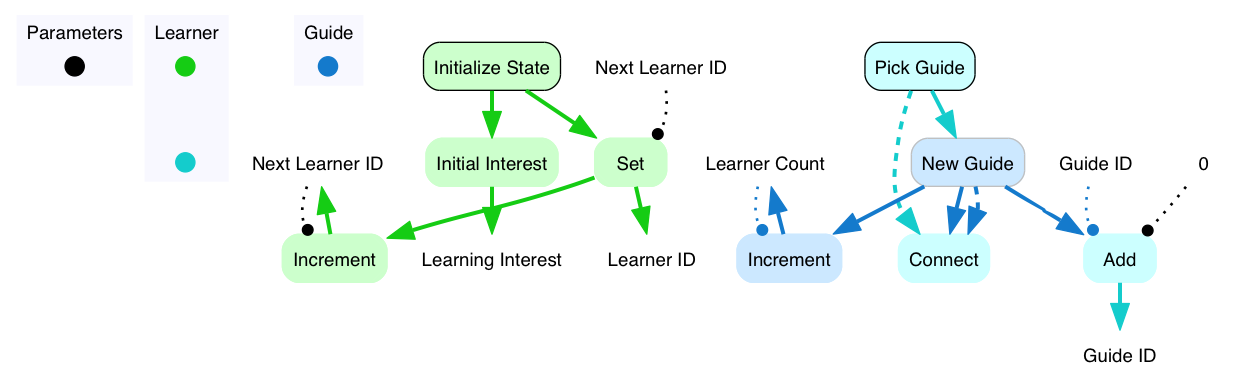 Parameters
Learner
Guide
Initialize State
Next Learner ID
Pick Guide
Next Learner ID
Initial Interest
Set
Learner Count
New Guide
Guide ID
0
Increment
Learning Interest
Learner ID
Increment
Connect
Add
Guide ID